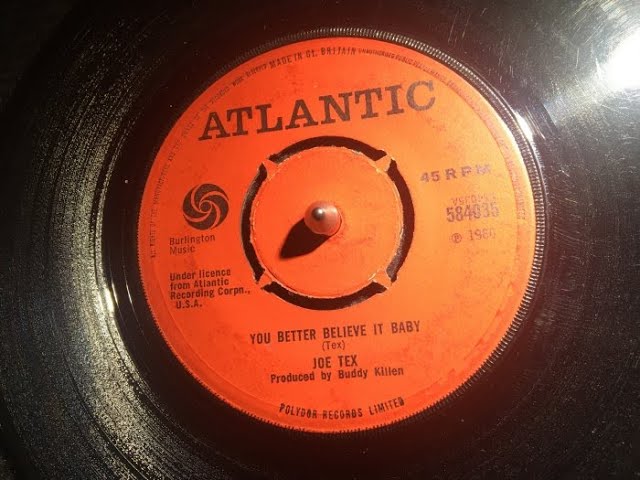 MADE IN GT. BRITAIN
ATLANTIC
45 RPM
584035
Burlington
Music
Under licence
from Atlantic
Recording Corpn.,
U.S.A.
YOU BETTER BELIEVE IT BABY
(Tex)
JOE TEX
Produced by Buddy Killen
POLYDOR RECORDS LIMITED